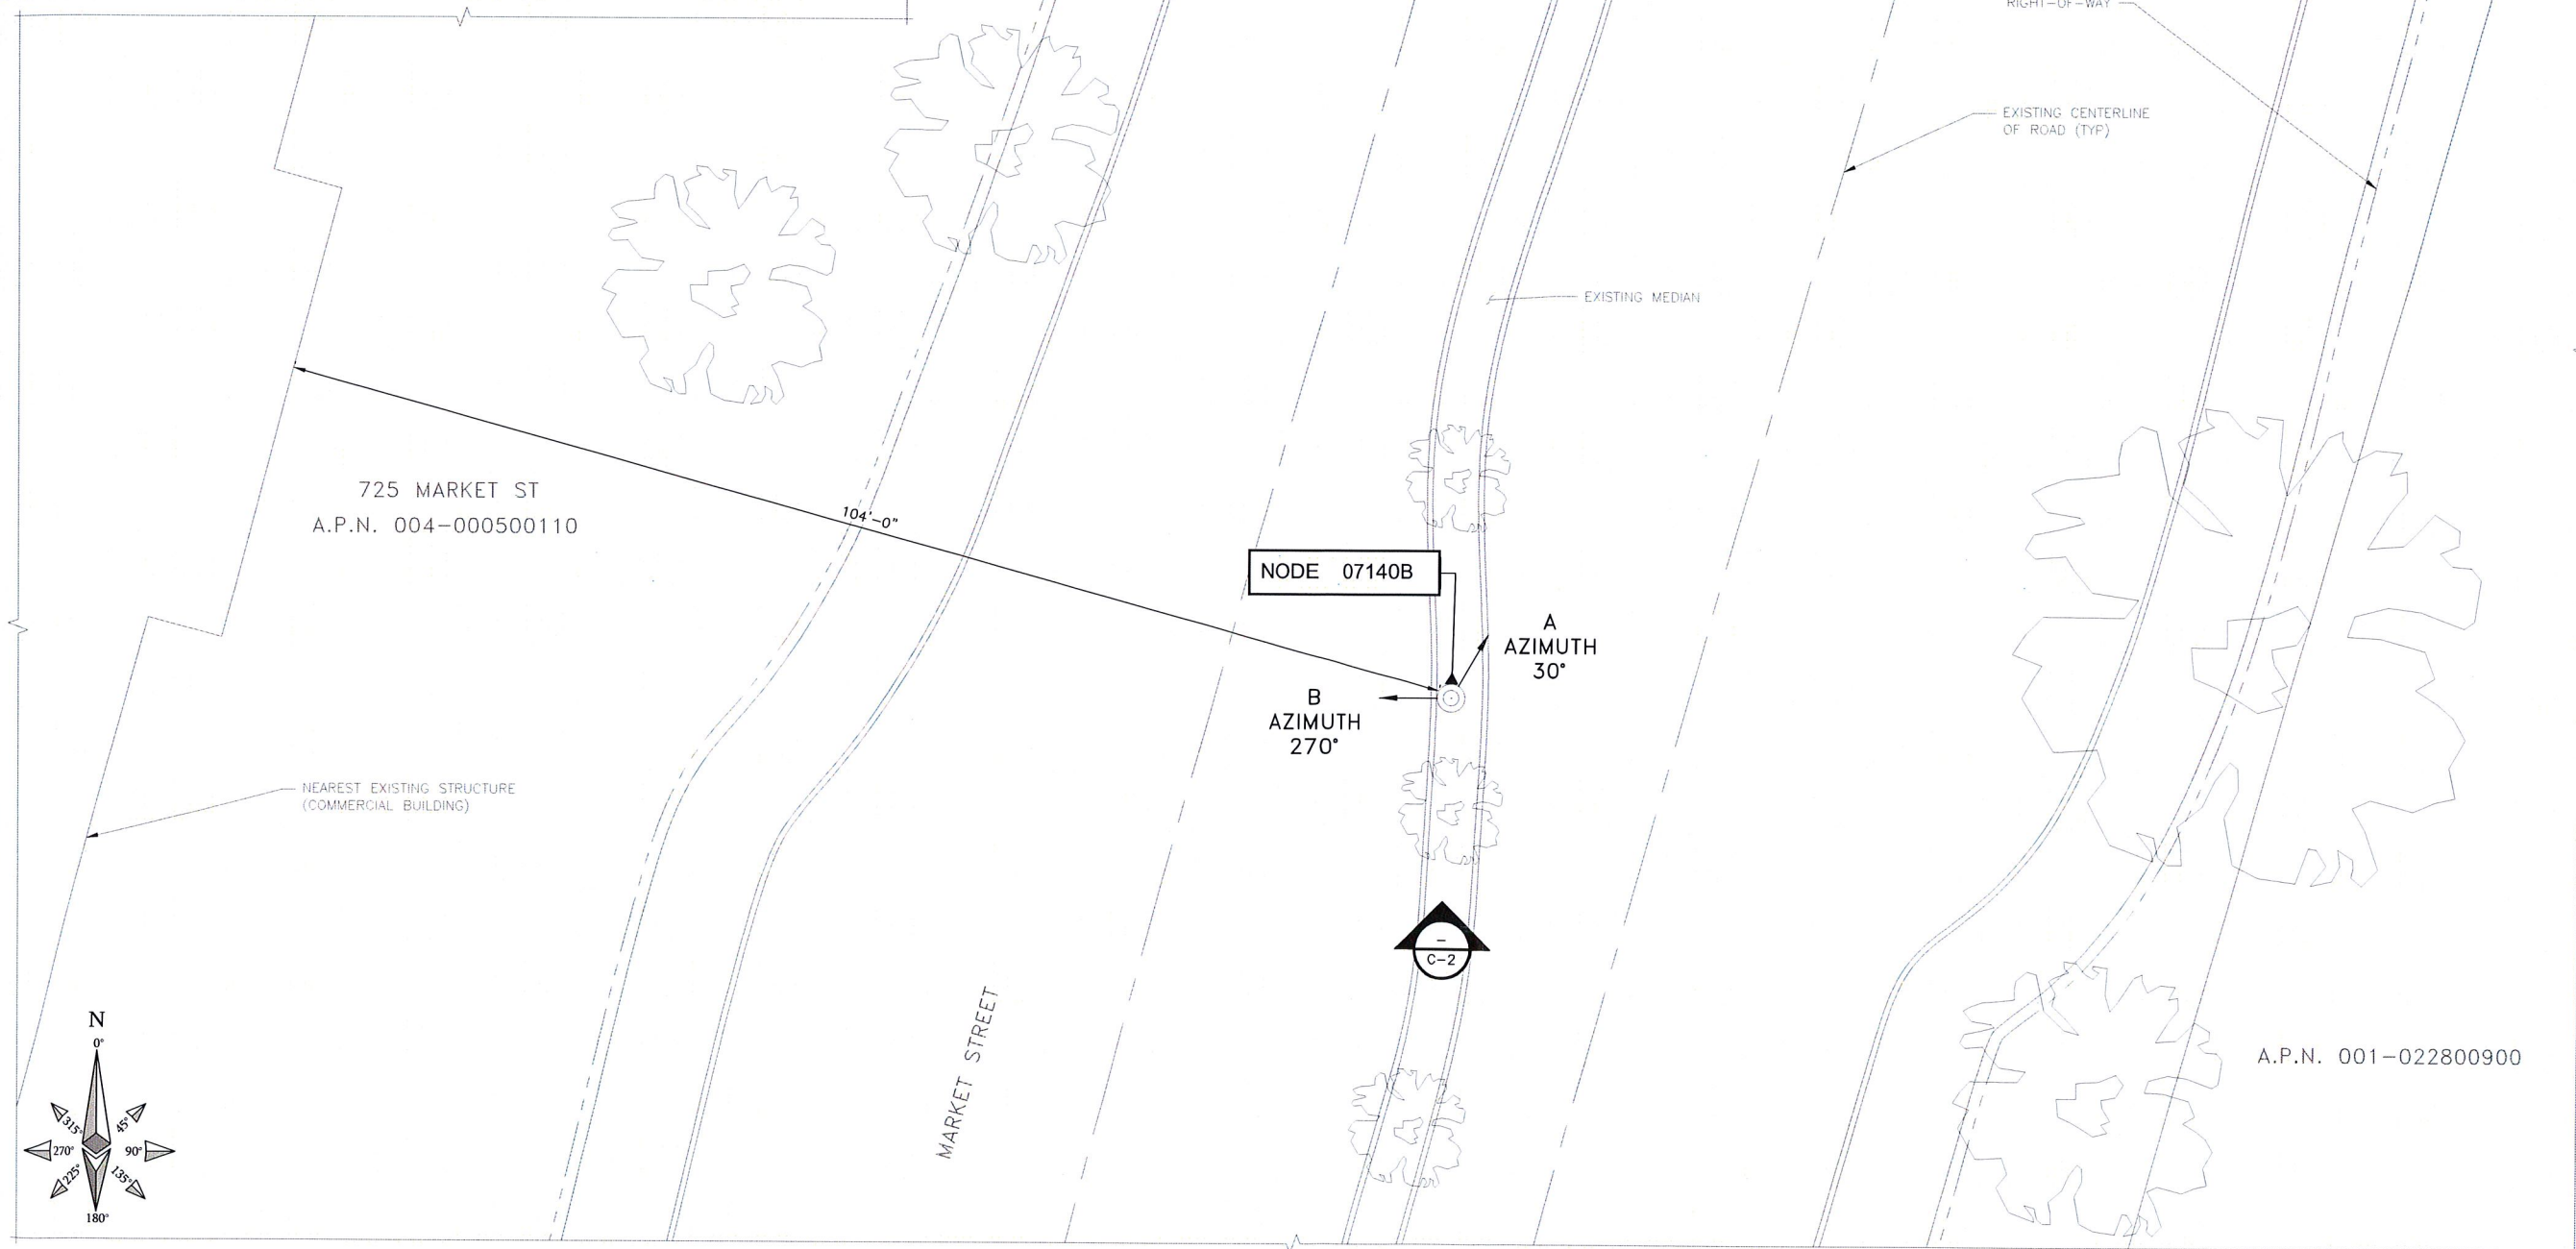 RIGHT-OF-WAY
EXISTING CENTERLINE
OF ROAD (TYP)
EXISTING MEDIAN
725 MARKET ST
A.P.N. 004-000500110
104'-0"
NODE 07140B
A
AZIMUTH
30°
B
AZIMUTH
270°
NEAREST EXISTING STRUCTURE
(COMMERCIAL BUILDING)
-
C-2
MARKET STREET
A.P.N. 001-022800900
N
0°
315°
45°
270°
90°
225°
135°
180°